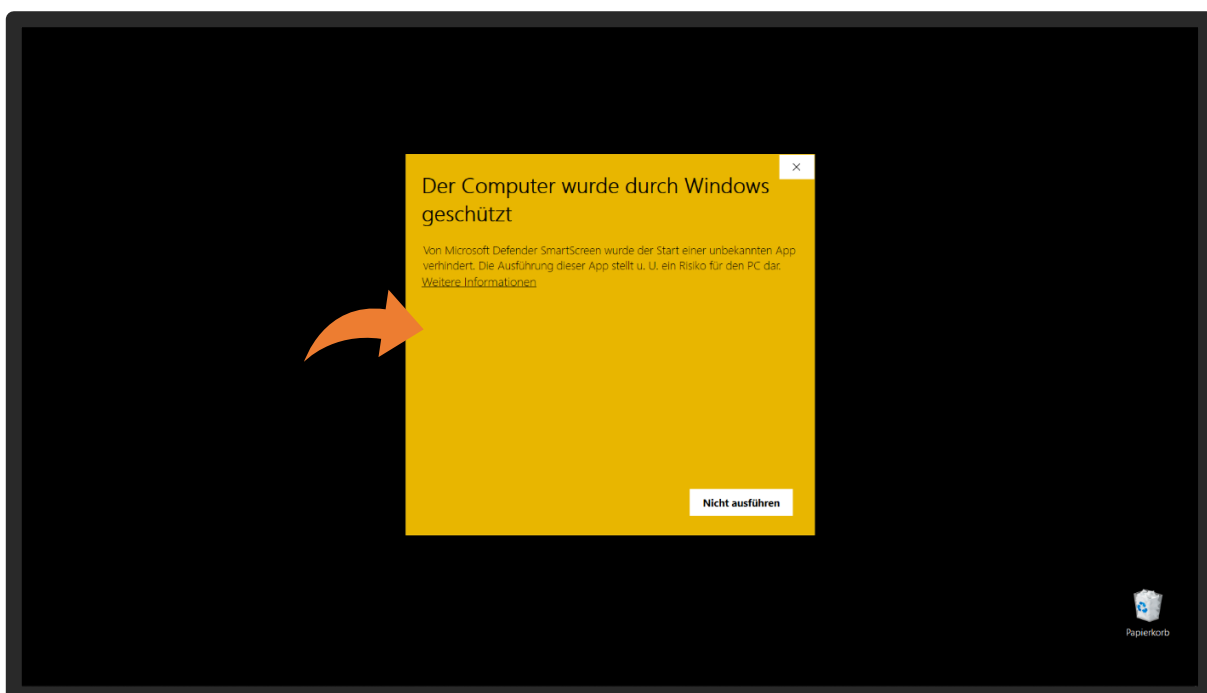 Der Computer wurde durch Windows
geschützt
Von Microsoft Defender SmartScreen wurde der Start einer unbekannten App
verhindert. Die Ausführung dieser App stellt u. U. ein Risiko für den PC dar.
Weitere Informationen
Nicht ausführen
Papierkorb